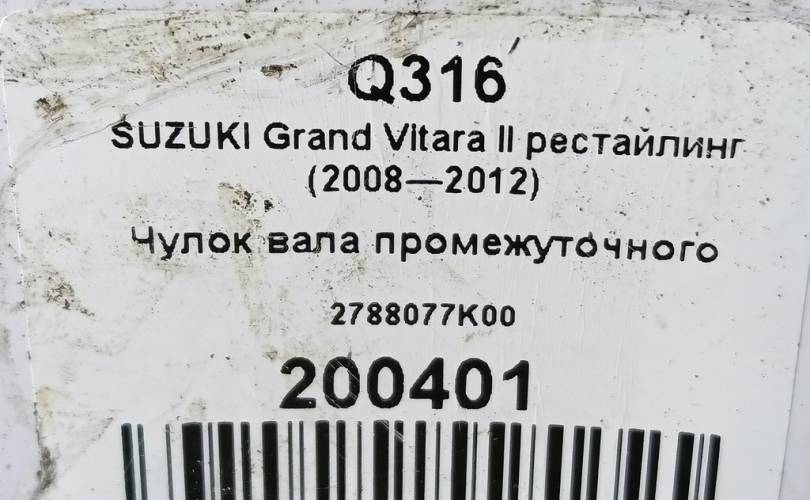 Q316
SUZUKI Grand Vitara II рестайлинг
(2008—2012)
Чулок вала промежуточного
2788077K00
200401